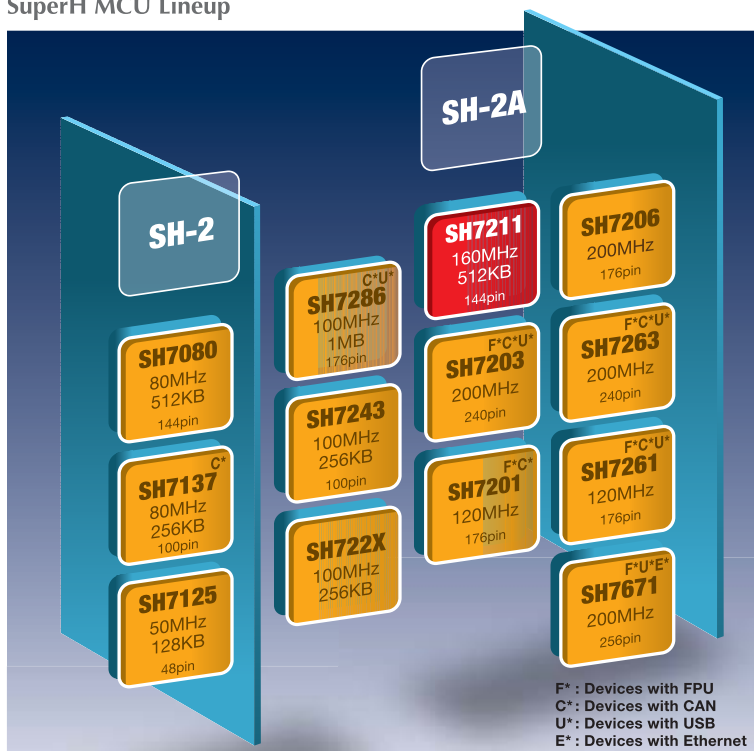 SuperH MCU Lineup
SH-2
SH7080
80MHz
512KB
144pin
C*
SH7137
80MHz
256KB
100pin
SH7125
50MHz
128KB
48pin
SH-2A
C*U*
SH7286
100MHz
1MB
176pin
SH7243
100MHz
256KB
100pin
SH722X
100MHz
256KB
SH7211
160MHz
512KB
144pin
F*C*U*
SH7203
200MHz
240pin
F*C*
SH7201
120MHz
176pin
SH7206
200MHz
176pin
F*C*U*
SH7263
200MHz
240pin
F*C*U*
SH7261
120MHz
176pin
F*U*E*
SH7671
200MHz
256pin
F* : Devices with FPU
C* : Devices with CAN
U* : Devices with USB
E* : Devices with Ethernet